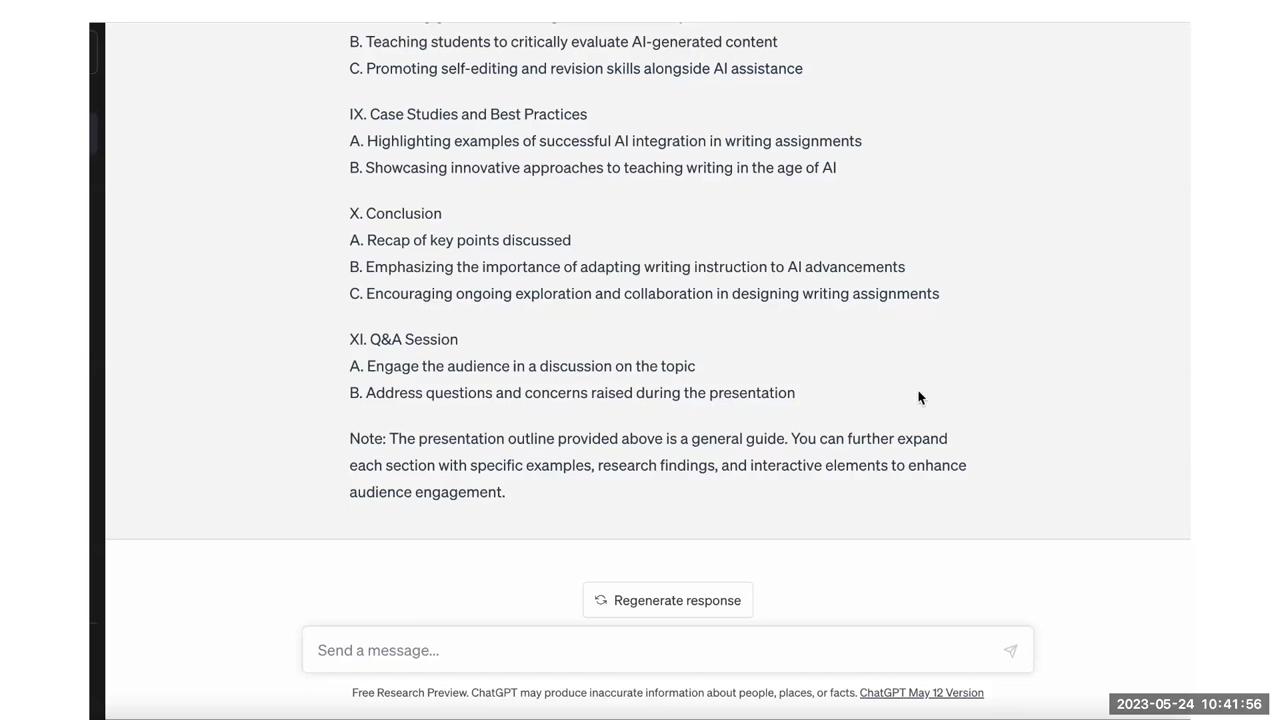 B. Teaching students to critically evaluate AI-generated content
C. Promoting self-editing and revision skills alongside AI assistance
IX. Case Studies and Best Practices
A. Highlighting examples of successful AI integration in writing assignments
B. Showcasing innovative approaches to teaching writing in the age of AI
X. Conclusion
A. Recap of key points discussed
B. Emphasizing the importance of adapting writing instruction to AI advancements
C. Encouraging ongoing exploration and collaboration in designing writing assignments
XI. Q&A Session
A. Engage the audience in a discussion on the topic
B. Address questions and concerns raised during the presentation
Note: The presentation outline provided above is a general guide. You can further expand
each section with specific examples, research findings, and interactive elements to enhance
audience engagement.
Regenerate response
Send a message...
Free Research Preview. ChatGPT may produce inaccurate information about people, places, or facts. ChatGPT May 12 Version
2023-05-24 10:41:56